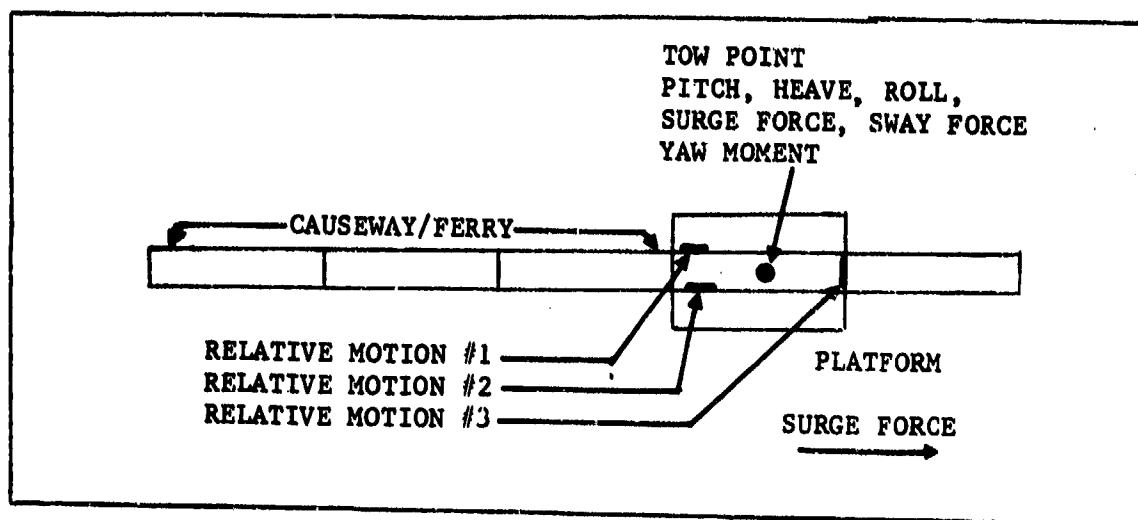 TOW POINT
PITCH, HEAVE, ROLL,
SURGE FORCE, SWAY FORCE
YAW MOMENT
CAUSEWAY/FERRY
RELATIVE MOTION #1
RELATIVE MOTION #2
RELATIVE MOTION #3
PLATFORM
SURGE FORCE